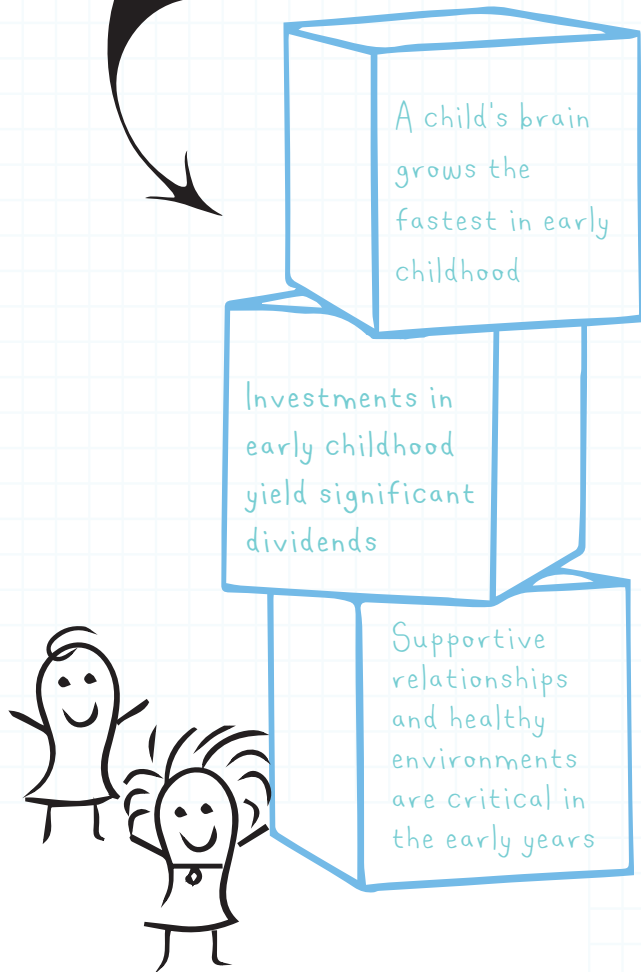 A child's brain
grows the
fastest in early
childhood
Investments in
early childhood
yield significant
dividends
Supportive
relationships
and healthy
environments
are critical in
the early years